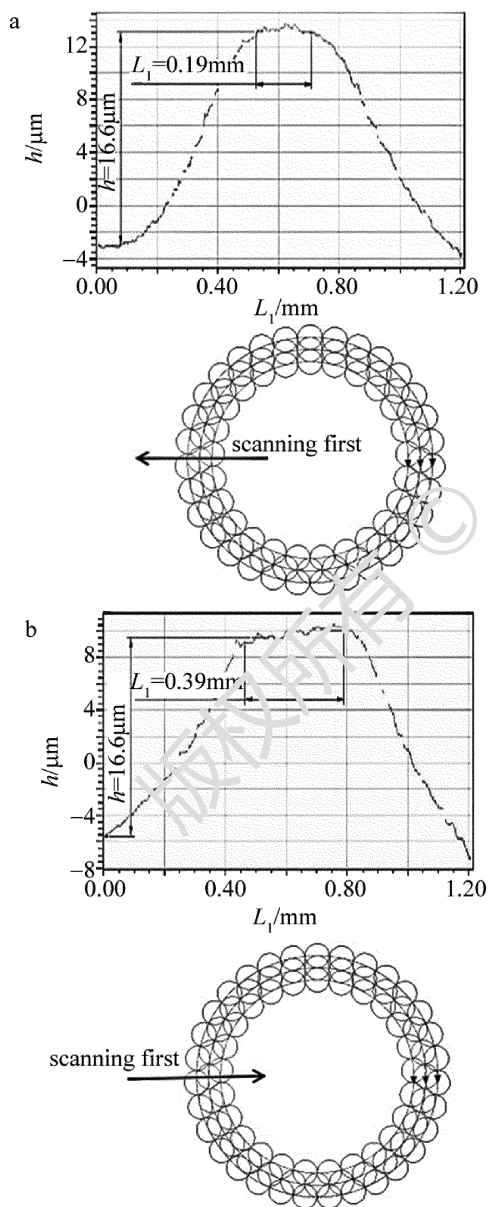 a
12
8
4
0
−4
h/μm
L₁=0.19mm
h=16.6μm
0.00 0.40 0.80 1.20
L₁/mm
scanning first
b
8
4
0
−4
−8
h/μm
L₁=0.39mm
h=16.6μm
0.00 0.40 0.80 1.20
L₁/mm
scanning first
版权所有 ©